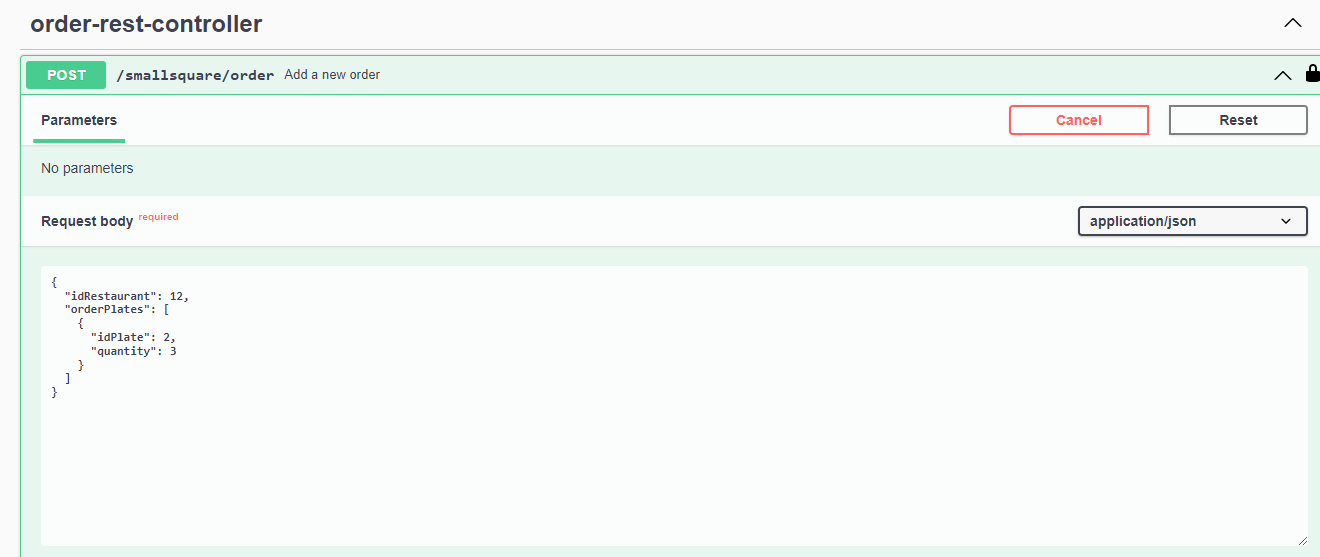 order-rest-controller
POST /smallsquare/order Add a new order
Parameters Cancel Reset
No parameters
Request body required application/json
{
  "idRestaurant": 12,
  "orderPlates": [
    {
      "idPlate": 2,
      "quantity": 3
    }
  ]
}